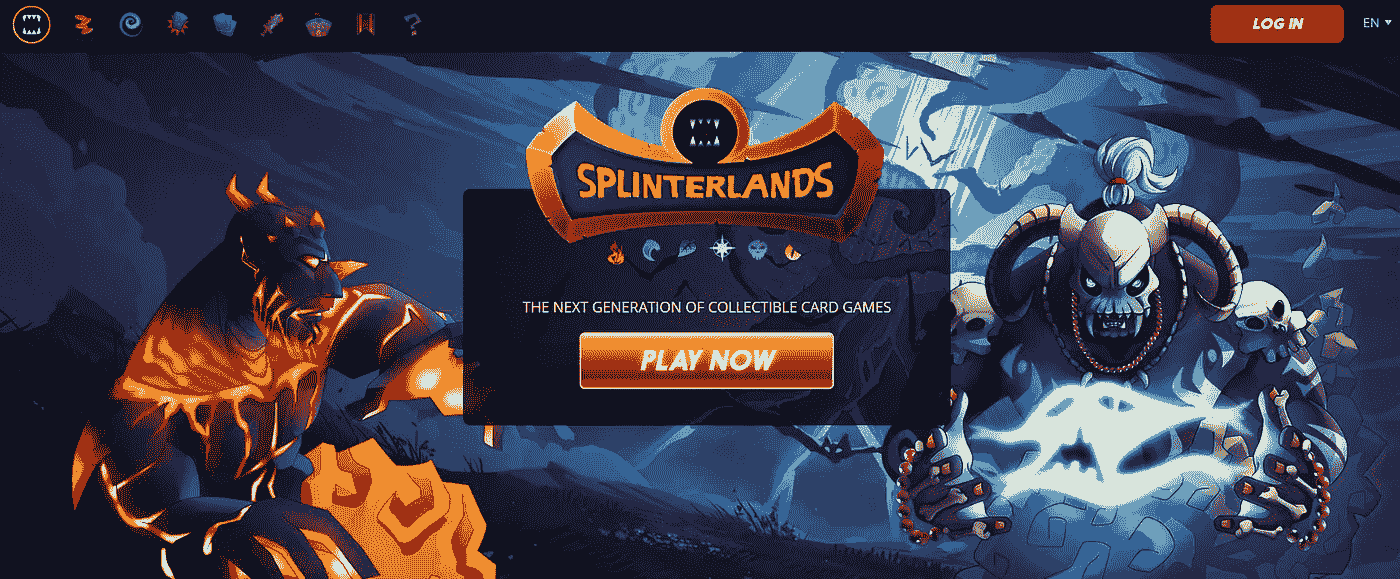 LOG IN
EN
SPLINTERLANDS
THE NEXT GENERATION OF COLLECTIBLE CARD GAMES
PLAY NOW